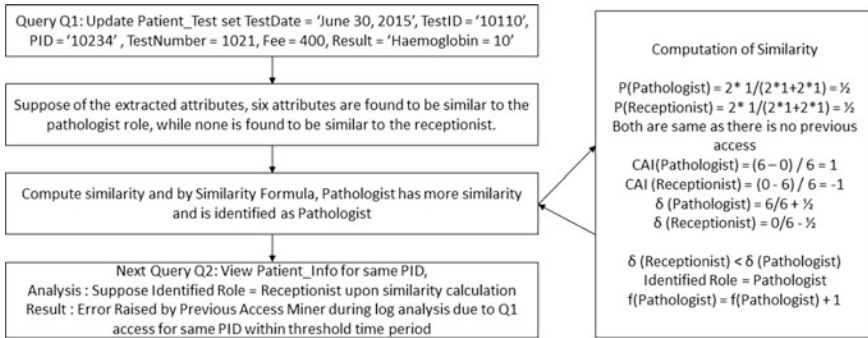 Query Q1: Update Patient_Test set TestDate = ‘June 30, 2015’, TestID = ‘10110’,
PID = ‘10234’ , TestNumber = 1021, Fee = 400, Result = ‘Haemoglobin = 10’
Suppose of the extracted attributes, six attributes are found to be similar to the
pathologist role, while none is found to be similar to the receptionist.
Compute similarity and by Similarity Formula, Pathologist has more similarity
and is identified as Pathologist
Next Query Q2: View Patient_Info for same PID,
Analysis : Suppose Identified Role = Receptionist upon similarity calculation
Result : Error Raised by Previous Access Miner during log analysis due to Q1
access for same PID within threshold time period
Computation of Similarity
P(Pathologist) = 2* 1/(2*1+2*1) = ½
P(Receptionist) = 2* 1/(2*1+2*1) = ½
Both are same as there is no previous
access
CAI(Pathologist) = (6 – 0) / 6 = 1
CAI (Receptionist) = (0 - 6) / 6 = -1
δ (Pathologist) = 6/6 + ½
δ (Receptionist) = 0/6 - ½
δ (Receptionist) < δ (Pathologist)
Identified Role = Pathologist
f(Pathologist) = f(Pathologist) + 1